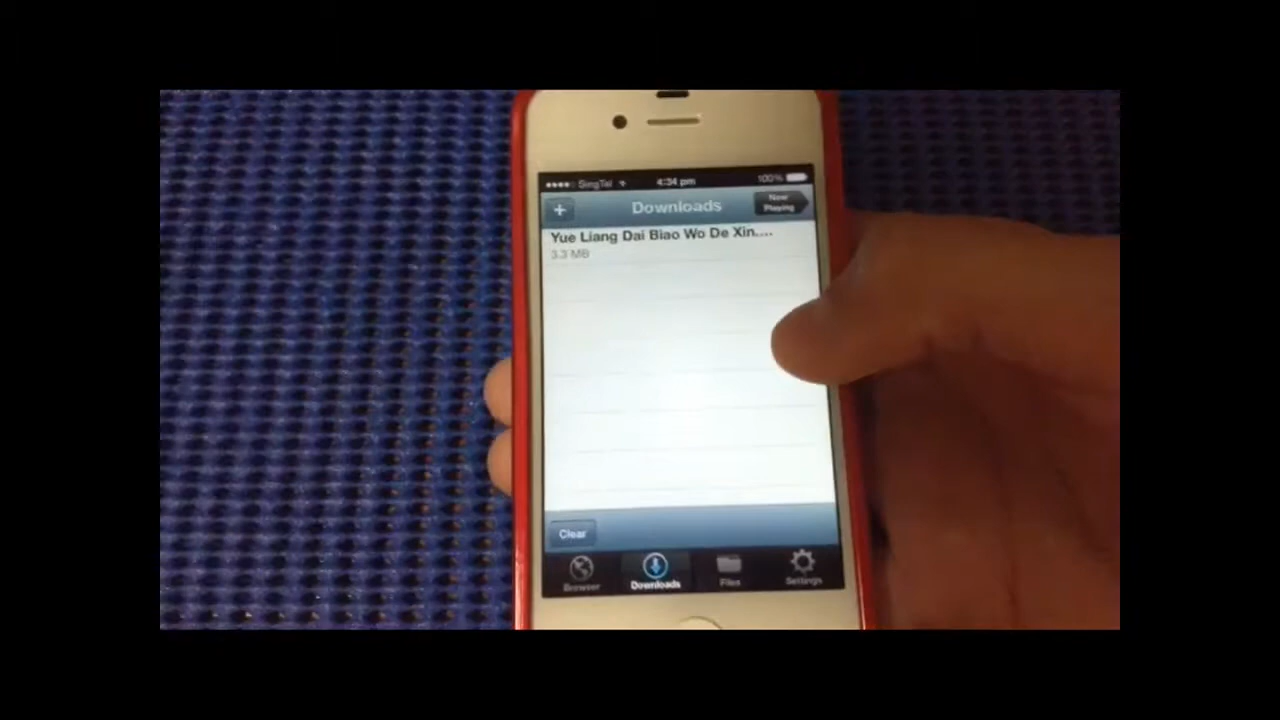 SingTel 4:34 pm 100%
+ Downloads Now Playing
Yue Liang Dai Biao Wo De Xin....
3.3 MB
Clear
Browser Downloads Files Settings